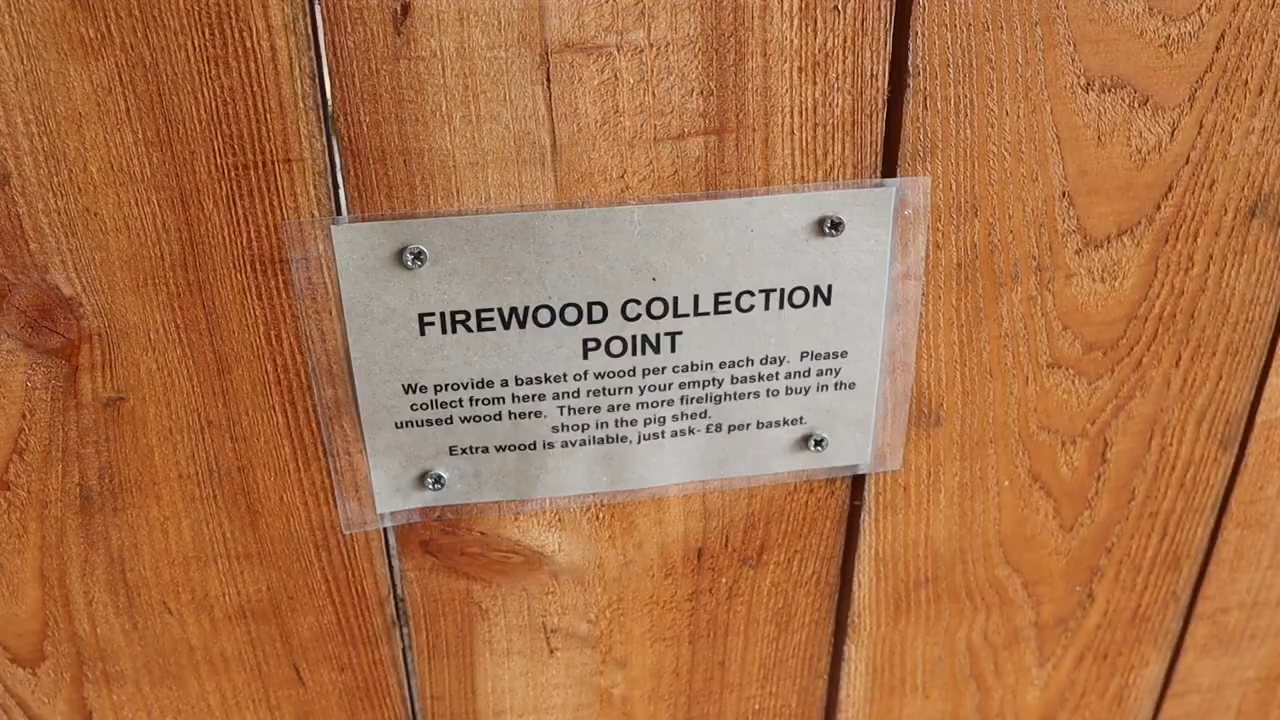 FIREWOOD COLLECTION
POINT
We provide a basket of wood per cabin each day. Please
collect from here and return your empty basket and any
unused wood here. There are more firelighters to buy in the
shop in the pig shed.
Extra wood is available, just ask- £8 per basket.